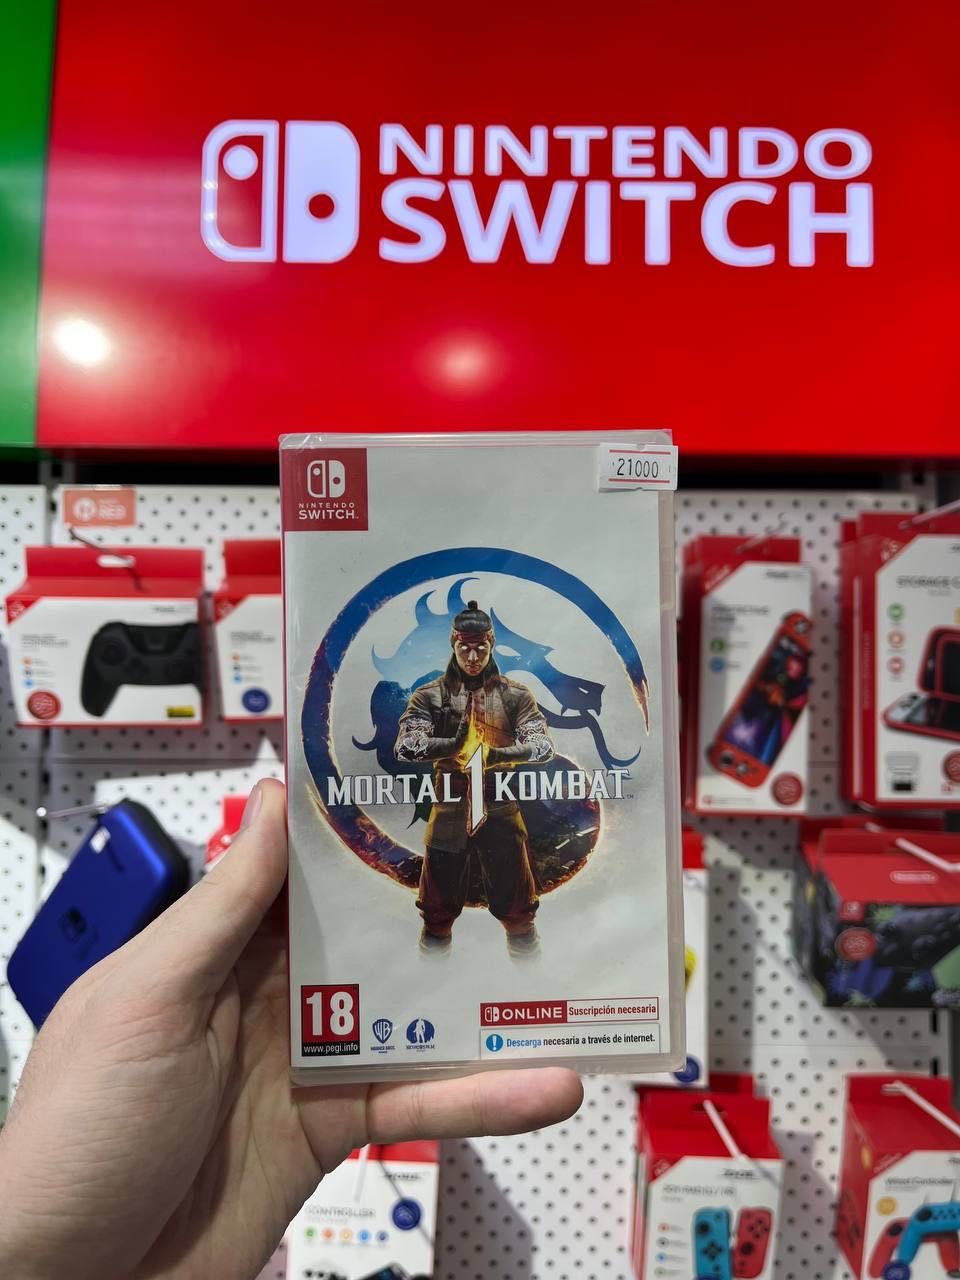 NINTENDO
SWITCH
21000
NINTENDO
SWITCH
MORTAL 1 KOMBAT
18
www.pegi.info
ONLINE Suscripción necesaria
Descarga necesaria a través de internet.